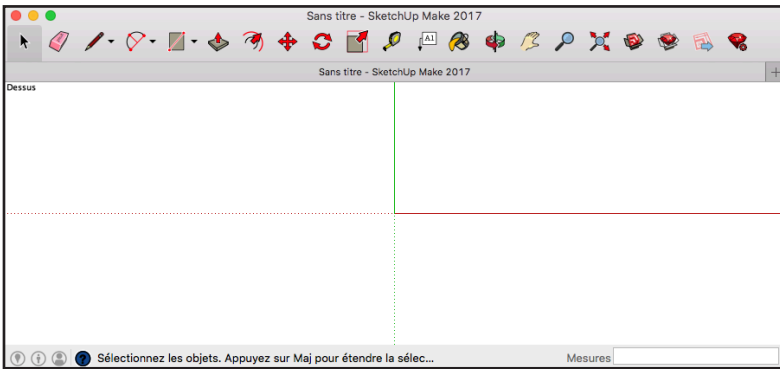 Sans titre - SketchUp Make 2017
A1
Sans titre - SketchUp Make 2017
Dessus
Sélectionnez les objets. Appuyez sur Maj pour étendre la sélec...
Mesures